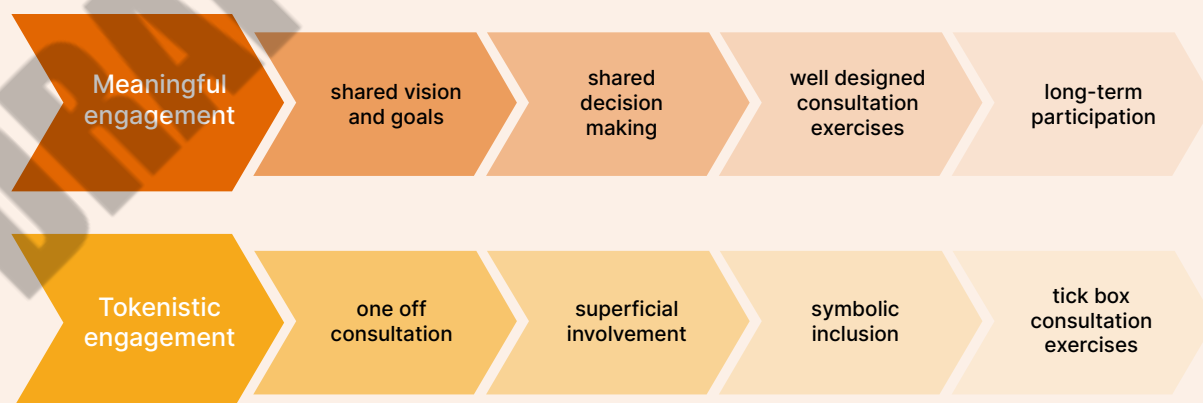 Meaningful
engagement
shared vision
and goals
shared
decision
making
well designed
consultation
exercises
long-term
participation
Tokenistic
engagement
one off
consultation
superficial
involvement
symbolic
inclusion
tick box
consultation
exercises